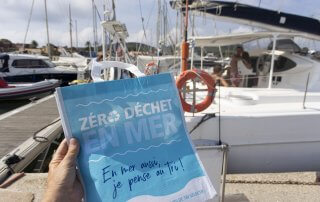 ZÉRO DÉCHET
EN MER
En mer aussi,
je pense au tri !